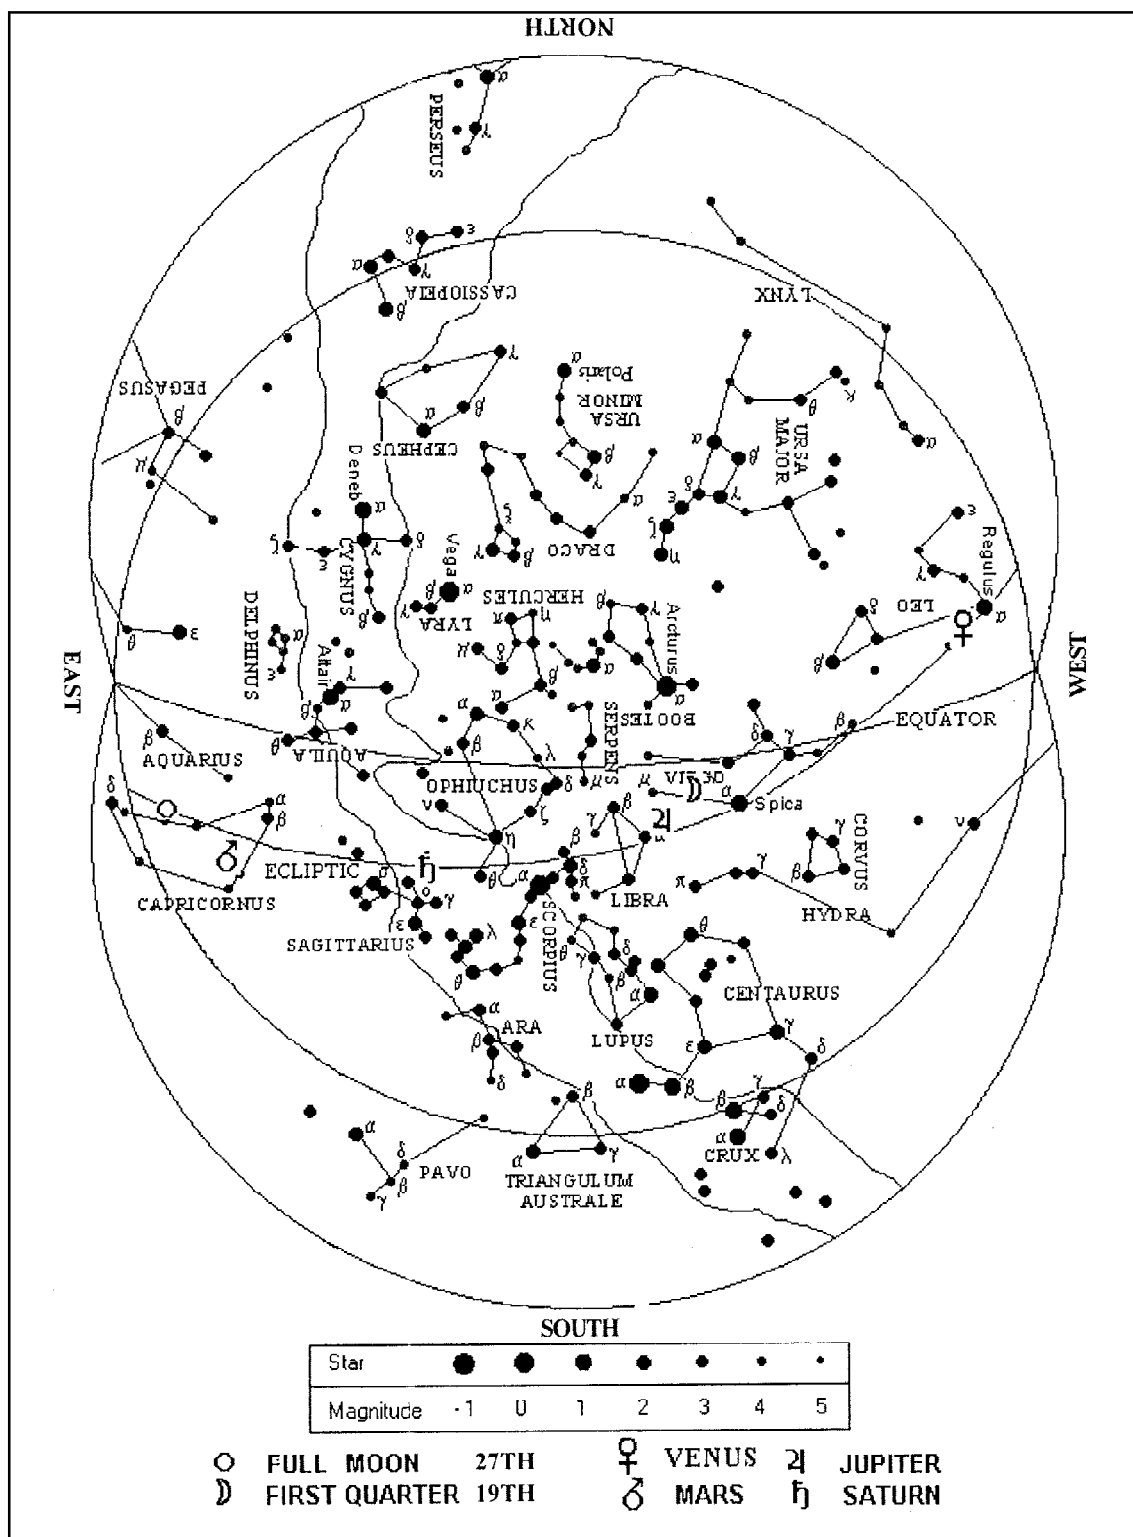 NORTH
α
PERSEUS
γ
δ ε
α γ
CASSIOPEIA
β
LYNX
PEGASUS
β
μ
γ
α
β
CEPHEUS
α
Polaris
URSA
MINOR
β
γ
κ
θ
URSA
MAJOR
α
β
γ
δ
ε
ζ
η
α
Deneb
α
γ
δ
ε
ζ
CYGNUS
β
ξ
γ β
α
DRACO
Vega
α
β
LYRA
HERCULES
π η
μ δ
β
α
β γ
Arcturus
α
BOOTES
ε
γ
Regulus
LEO
α
δ
β
θ ε
DELPHINUS
α
ε
Altair
γ
α
β
θ
AQUILA
EAST
WEST
SERPENS
μ
EQUATOR
β
AQUARIUS
α
κ
β
λ
OPHIUCHUS
δ
ν
ζ
η
θ
β
γ
δ
μ
α
Spica
δ
α
β
ECLIPTIC
CAPRICORNUS
β
γ
LIBRA
CORVUS
γ
β
ν
π
γ
HYDRA
σ
γ
ε
SAGITTARIUS
λ
θ
α
β
δ
π
ε
SCORPIUS
θ
γ
δ
β
α
LUPUS
θ
CENTAURUS
γ
ε
δ
α
β
ARA
β
δ
α β
γ
β δ
α
CRUX λ
β
α γ
TRIANGULUM
AUSTRALE
α
δ
PAVO
β
γ
SOUTH
Star
Magnitude -1 0 1 2 3 4 5
FULL MOON 27TH ♀ VENUS ♃ JUPITER
FIRST QUARTER 19TH ♂ MARS ♄ SATURN